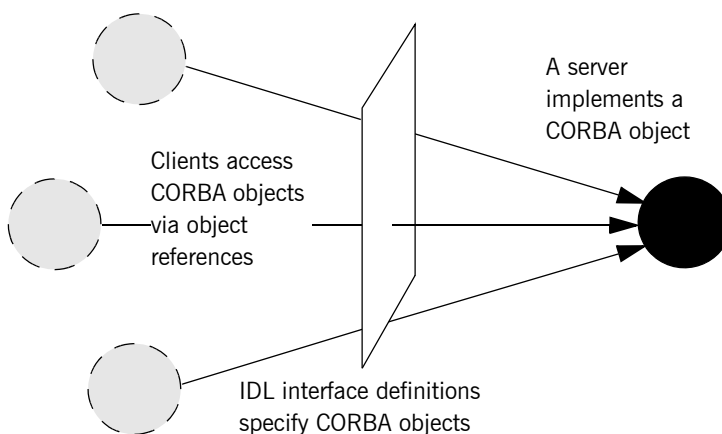 A server
implements a
CORBA object
Clients access
CORBA objects
via object
references
IDL interface definitions
specify CORBA objects